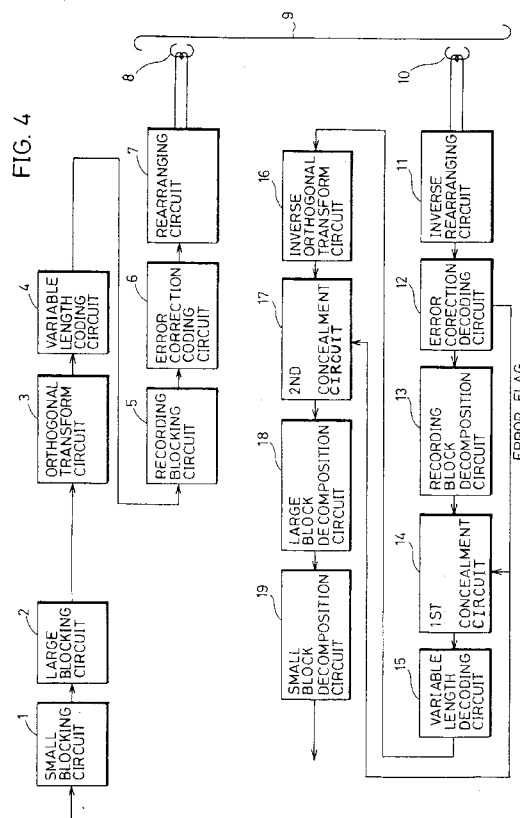 FIG. 4
1
SMALL
BLOCKING
CIRCUIT
2
LARGE
BLOCKING
CIRCUIT
3
ORTHOGONAL
TRANSFORM
CIRCUIT
4
VARIABLE
LENGTH
CODING
CIRCUIT
5
RECORDING
BLOCKING
CIRCUIT
6
ERROR
CORRECTION
CODING
CIRCUIT
7
REARRANGING
CIRCUIT
8
9
19
SMALL
BLOCK
DECOMPOSITION
CIRCUIT
18
LARGE
BLOCK
DECOMPOSITION
CIRCUIT
17
2ND
CONCEALMENT
CIRCUIT
16
INVERSE
ORTHOGONAL
TRANSFORM
CIRCUIT
15
VARIABLE
LENGTH
DECODING
CIRCUIT
14
1ST
CONCEALMENT
CIRCUIT
13
RECORDING
BLOCK
DECOMPOSITION
CIRCUIT
12
ERROR
CORECTION
DECODING
CIRCUIT
11
INVERSE
REARRANGING
CIRCUIT
10
ERROR FLAG